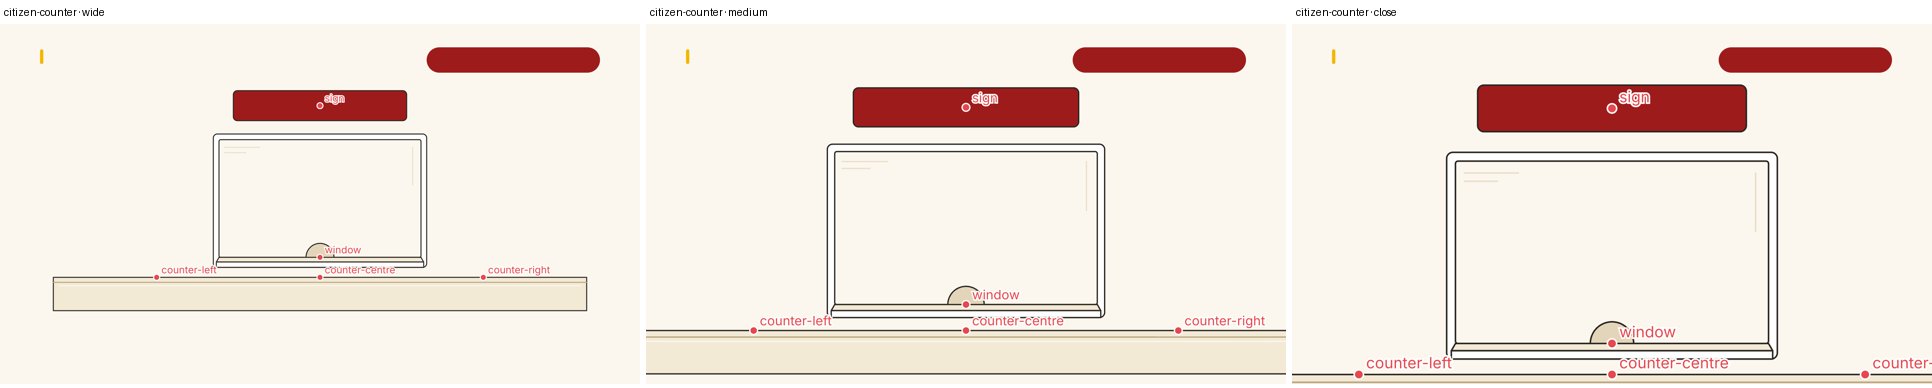 citizen-counter · wide
sign
window
counter-left
counter-centre
counter-right
citizen-counter · medium
sign
window
counter-left
counter-centre
counter-right
citizen-counter · close
sign
window
counter-left
counter-centre
counter-